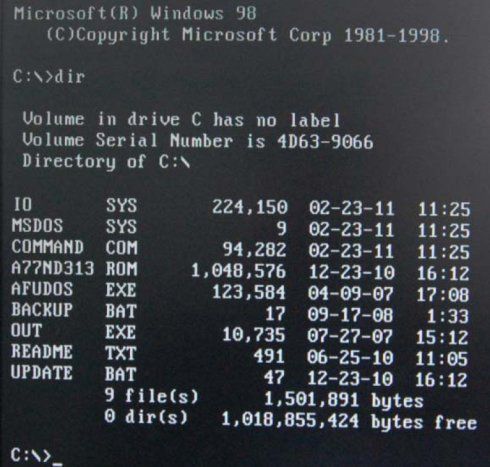 Microsoft(R) Windows 98
(C)Copyright Microsoft Corp 1981-1998.
C:\>dir
Volume in drive C has no label
Volume Serial Number is 4D63-9066
Directory of C:\
IO SYS 224,150 02-23-11 11:25
MSDOS SYS 9 02-23-11 11:25
COMMAND COM 94,282 02-23-11 11:25
A77ND313 ROM 1,048,576 12-23-10 16:12
AFUDOS EXE 123,584 04-09-07 17:08
BACKUP BAT 17 09-17-08 1:33
OUT EXE 10,735 07-27-07 15:12
README TXT 491 06-25-10 11:05
UPDATE BAT 47 12-23-10 16:12
9 file(s) 1,501,891 bytes
0 dir(s) 1,018,855,424 bytes free
C:\>_